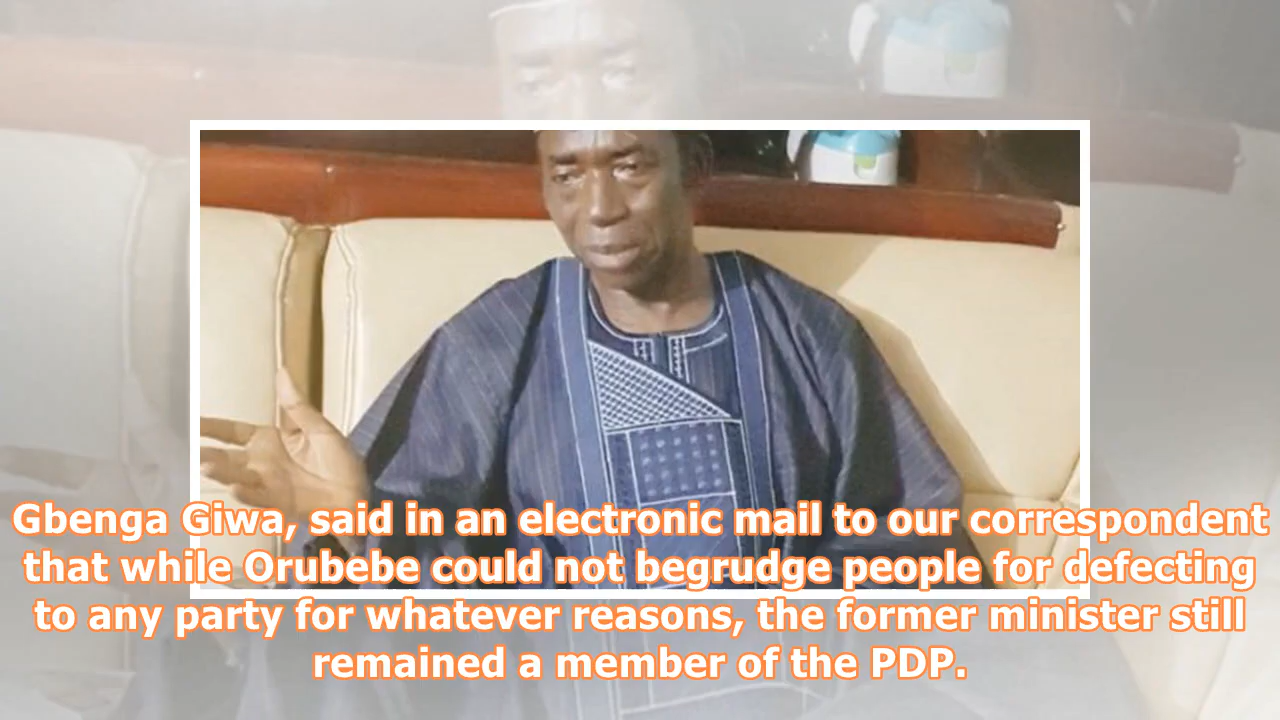 Gbenga Giwa, said in an electronic mail to our correspondent
that while Orubebe could not begrudge people for defecting
to any party for whatever reasons, the former minister still
remained a member of the PDP.